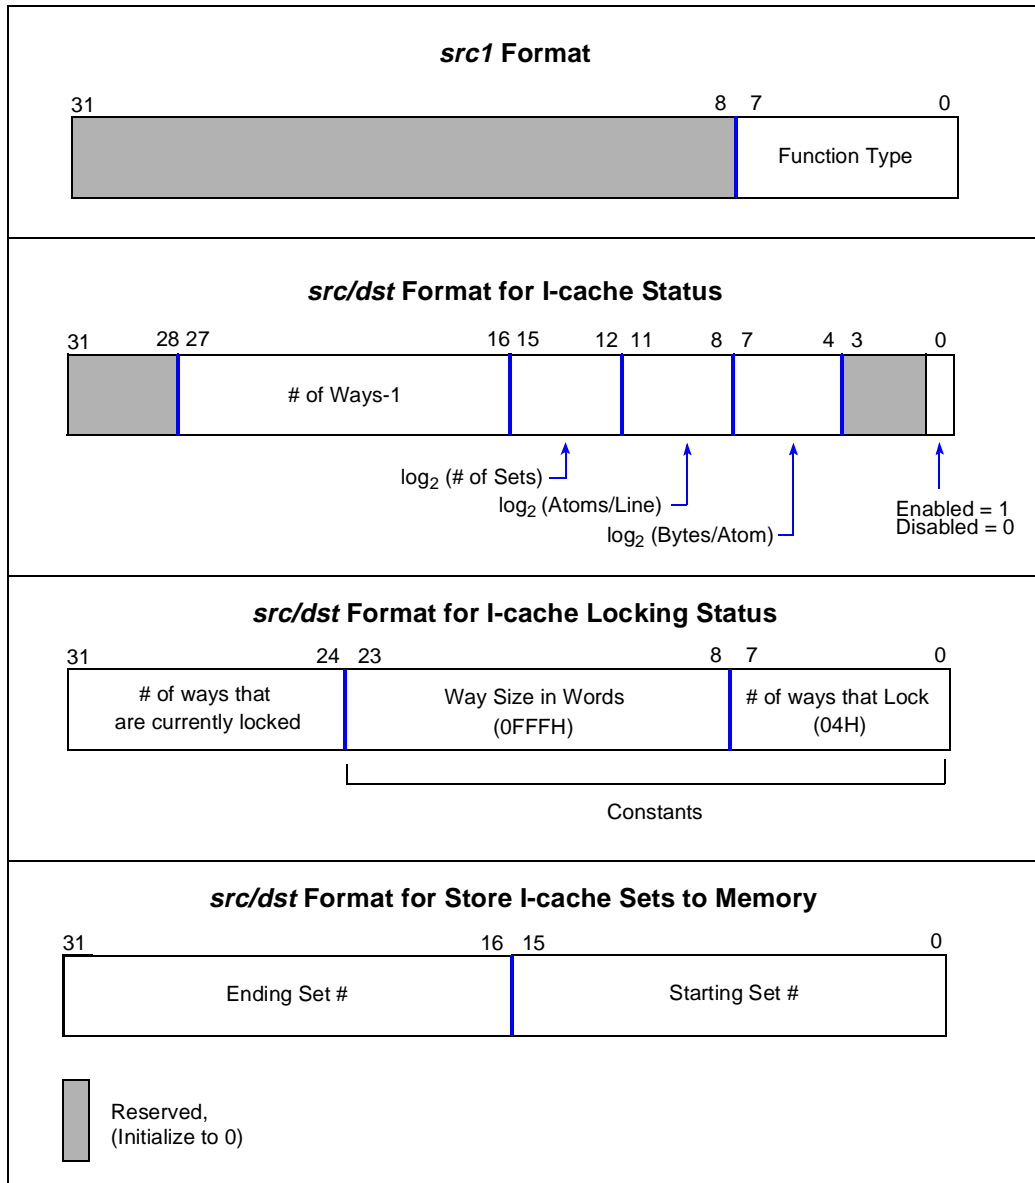 src1 Format
31 8 7 0
Function Type
src/dst Format for I-cache Status
31 28 27 16 15 12 11 8 7 4 3 0
# of Ways-1
log2 (# of Sets)
log2 (Atoms/Line)
log2 (Bytes/Atom)
Enabled = 1
Disabled = 0
src/dst Format for I-cache Locking Status
31 24 23 8 7 0
# of ways that
are currently locked
Way Size in Words
(0FFFH)
# of ways that Lock
(04H)
Constants
src/dst Format for Store I-cache Sets to Memory
31 16 15 0
Ending Set #
Starting Set #
Reserved,
(Initialize to 0)